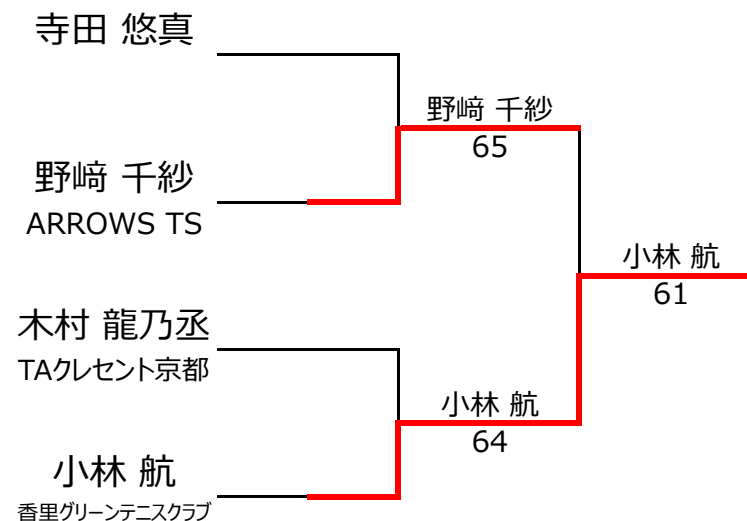 寺田 悠真
野﨑 千紗
65
野﨑 千紗
ARROWS TS
小林 航
61
木村 龍乃丞
TAクレセント京都
小林 航
64
小林 航
香里グリーンテニスクラブ